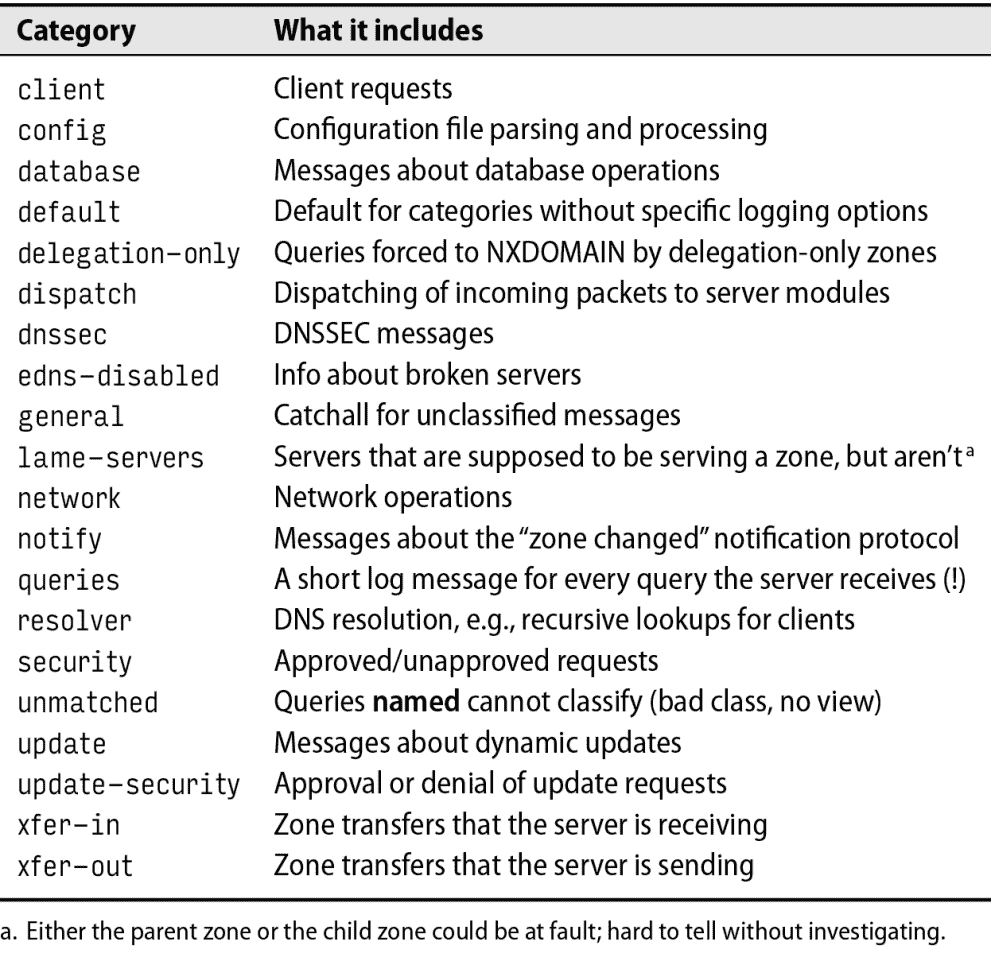 Category What it includes
client Client requests
config Configuration file parsing and processing
database Messages about database operations
default Default for categories without specific logging options
delegation-only Queries forced to NXDOMAIN by delegation-only zones
dispatch Dispatching of incoming packets to server modules
dnssec DNSSEC messages
edns-disabled Info about broken servers
general Catchall for unclassified messages
lame-servers Servers that are supposed to be serving a zone, but aren’t a
network Network operations
notify Messages about the “zone changed” notification protocol
queries A short log message for every query the server receives (!)
resolver DNS resolution, e.g., recursive lookups for clients
security Approved/unapproved requests
unmatched Queries named cannot classify (bad class, no view)
update Messages about dynamic updates
update-security Approval or denial of update requests
xfer-in Zone transfers that the server is receiving
xfer-out Zone transfers that the server is sending
a. Either the parent zone or the child zone could be at fault; hard to tell without investigating.